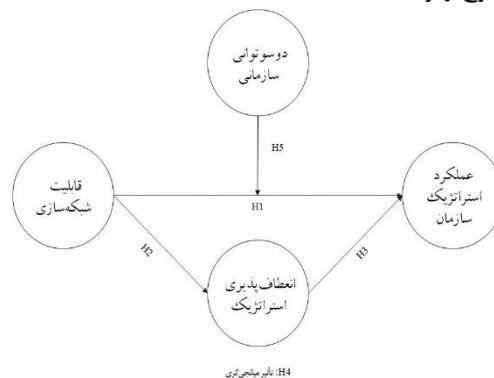 دوسوتوانی
سازمانی
H5
قابلیت
شبکه‌سازی
H1
عملکرد
استراتژیک
سازمان
H2
H3
انعطاف‌پذیری
استراتژیک
H4: تأثیر میانجی‌گری